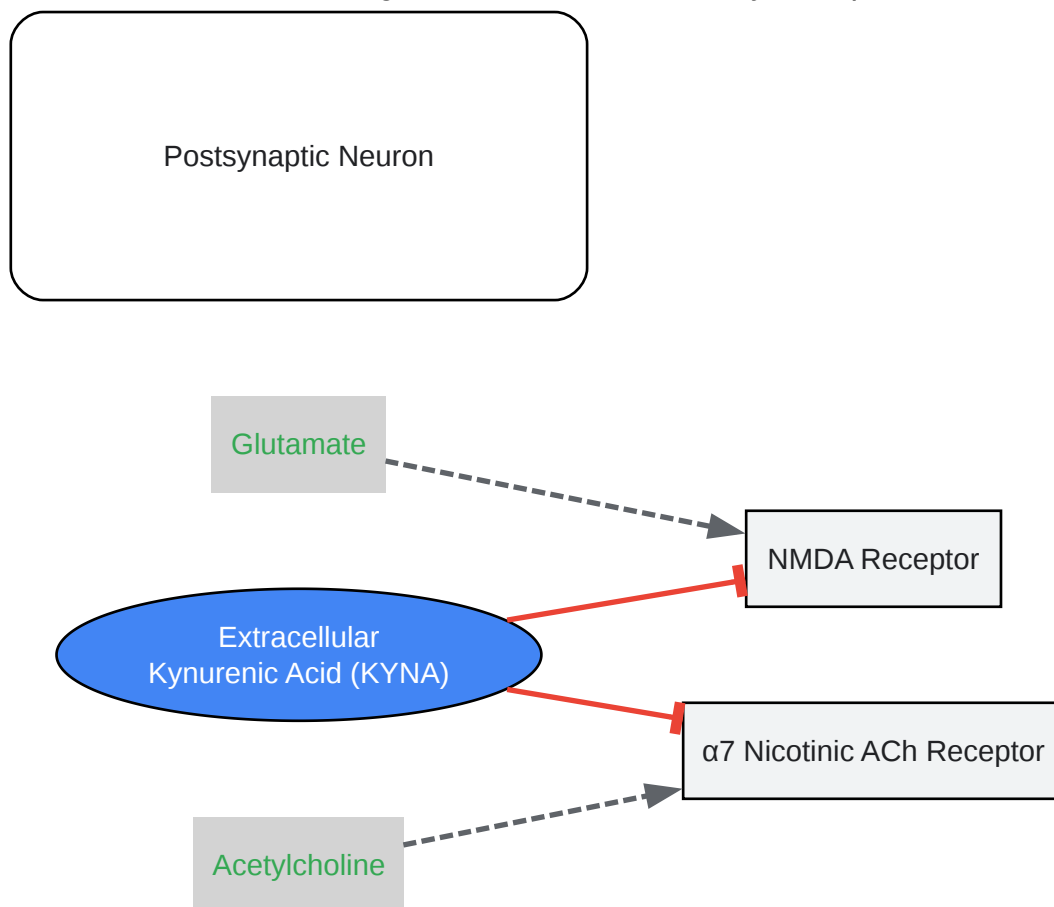 Postsynaptic Neuron
Glutamate
NMDA Receptor
Extracellular
Kynurenic Acid (KYNA)
α7 Nicotinic ACh Receptor
Acetylcholine